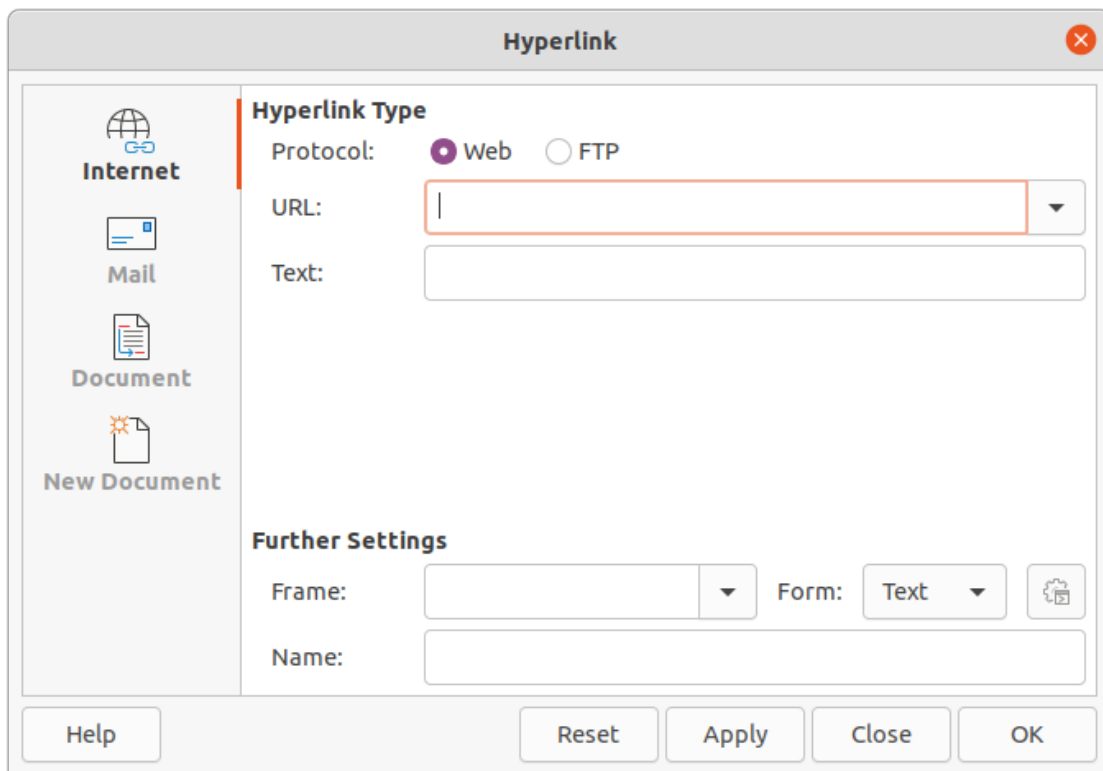 Hyperlink
Internet
Mail
Document
New Document
Hyperlink Type
Protocol: Web FTP
URL:
Text:
Further Settings
Frame: Form: Text
Name:
Help Reset Apply Close OK